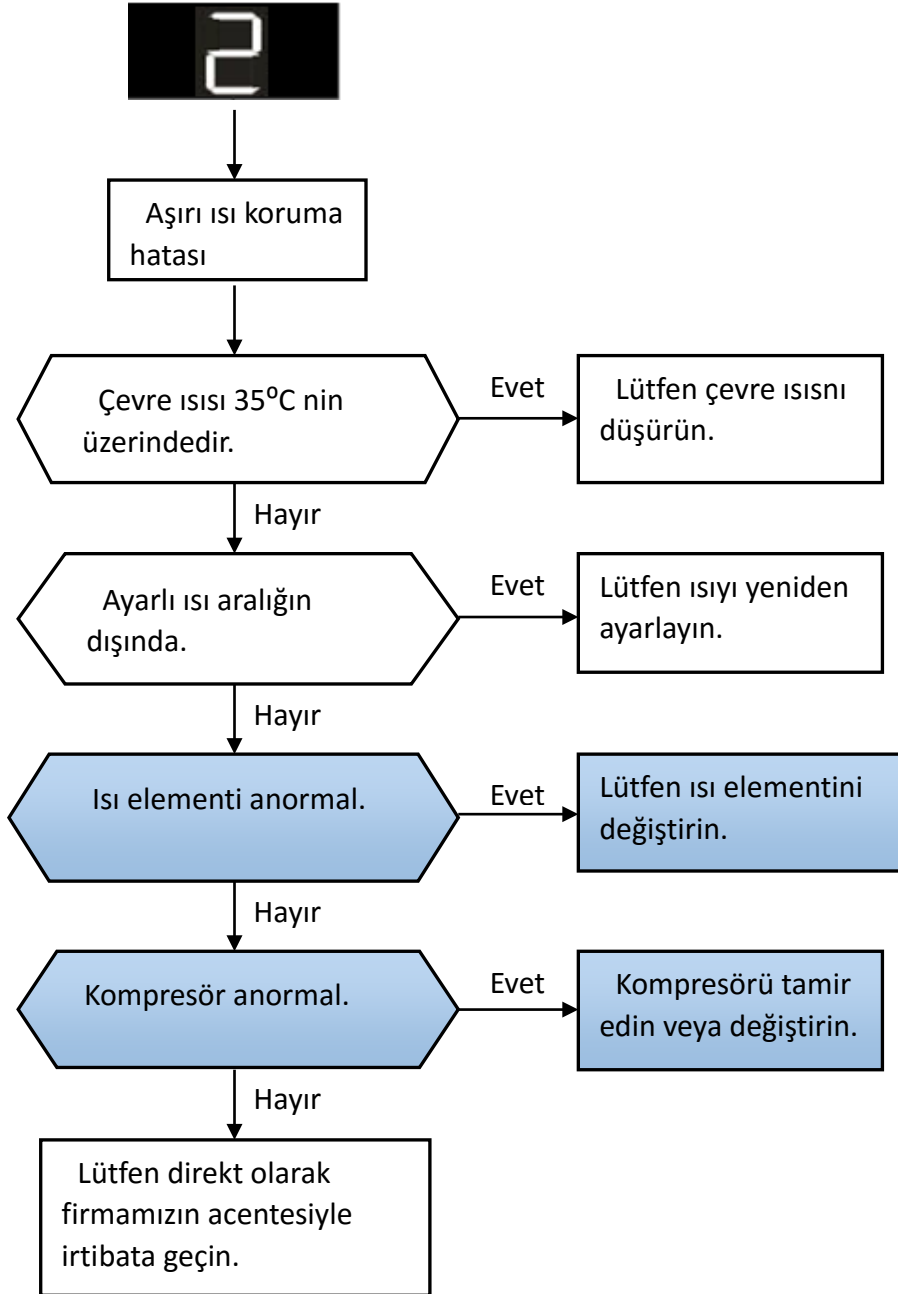 2
Aşırı ısı koruma
hatası
Çevre ısısı 35⁰C nin
üzerindedir.
Evet
Lütfen çevre ısısnı
düşürün.
Hayır
Ayarlı ısı aralığın
dışında.
Evet
Lütfen ısıyı yeniden
ayarlayın.
Hayır
Isı elementi anormal.
Evet
Lütfen ısı elementini
değiştirin.
Hayır
Kompresör anormal.
Evet
Kompresörü tamir
edin veya değiştirin.
Hayır
Lütfen direkt olarak
firmamızın acentesiyle
irtibata geçin.